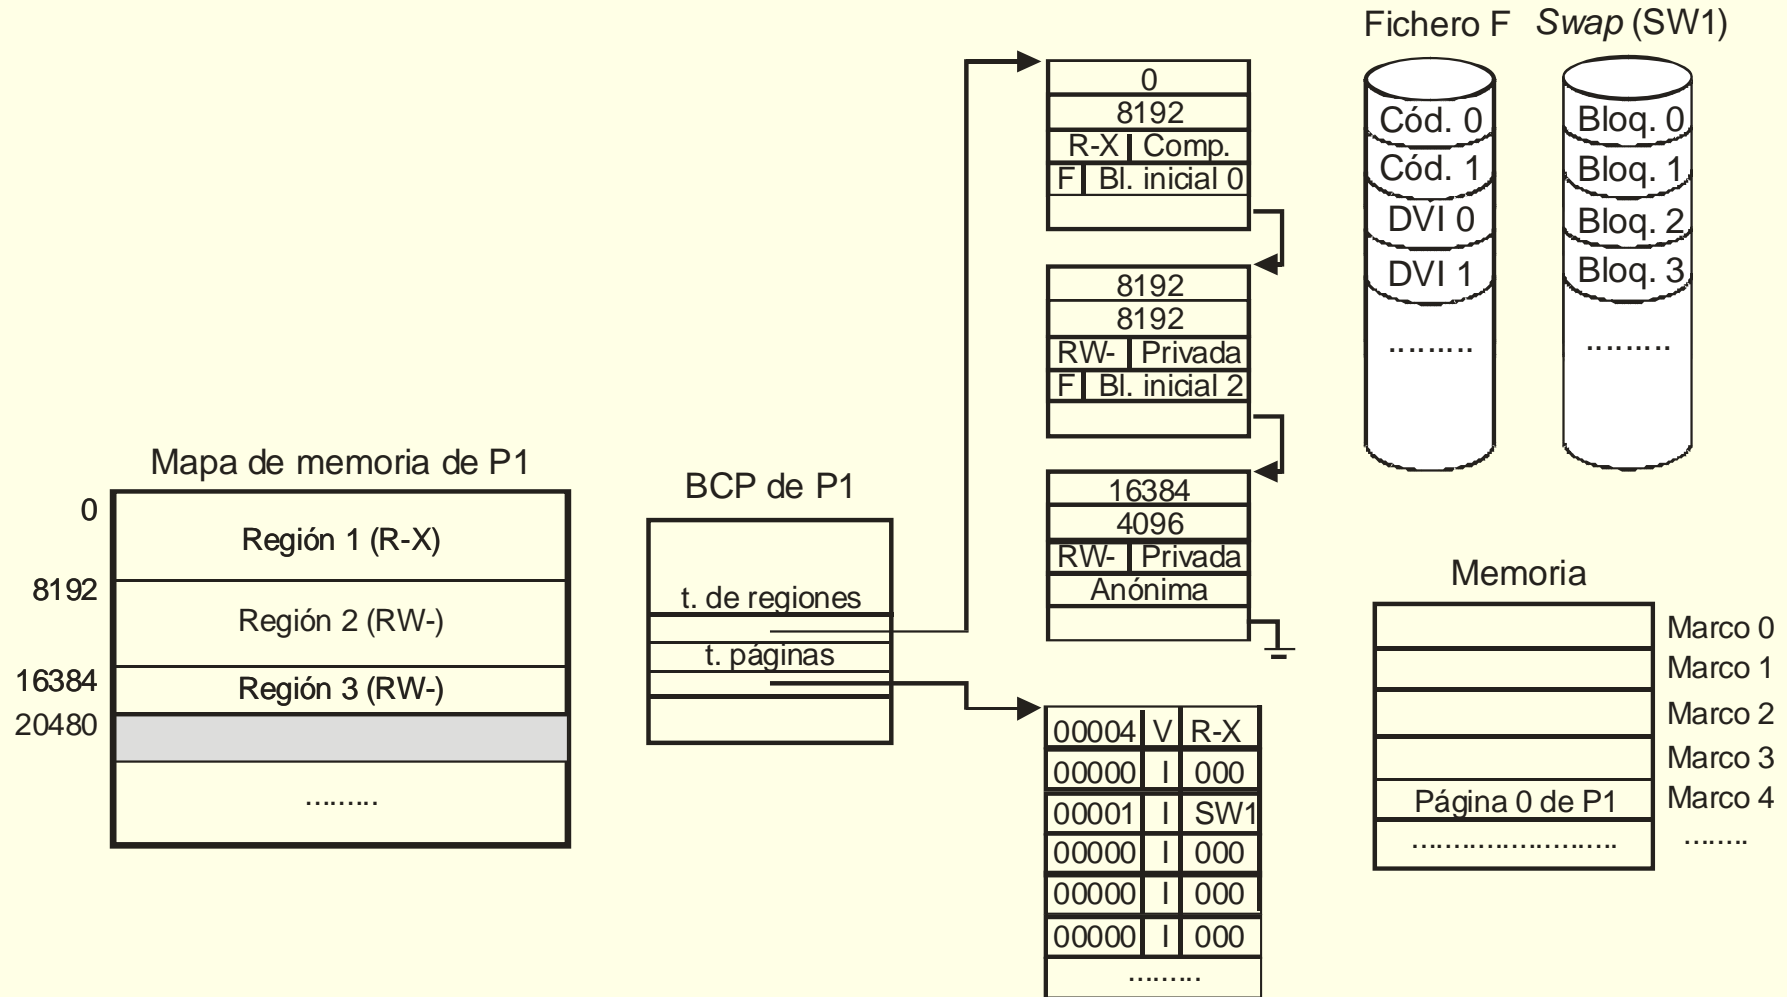 Mapa de memoria de P1
0
Región 1 (R-X)
8192
Región 2 (RW-)
16384
Región 3 (RW-)
20480
.........
BCP de P1
t. de regiones
t. páginas
0
8192
R-X Comp.
F Bl. inicial 0
8192
8192
RW- Privada
F Bl. inicial 2
16384
4096
RW- Privada
Anónima
00004 V R-X
00000 I 000
00001 I SW1
00000 I 000
00000 I 000
00000 I 000
.........
Fichero F
Cód. 0
Cód. 1
DVI 0
DVI 1
.........
Swap (SW1)
Bloq. 0
Bloq. 1
Bloq. 2
Bloq. 3
.........
Memoria
Marco 0
Marco 1
Marco 2
Marco 3
Página 0 de P1 Marco 4
........................ ........